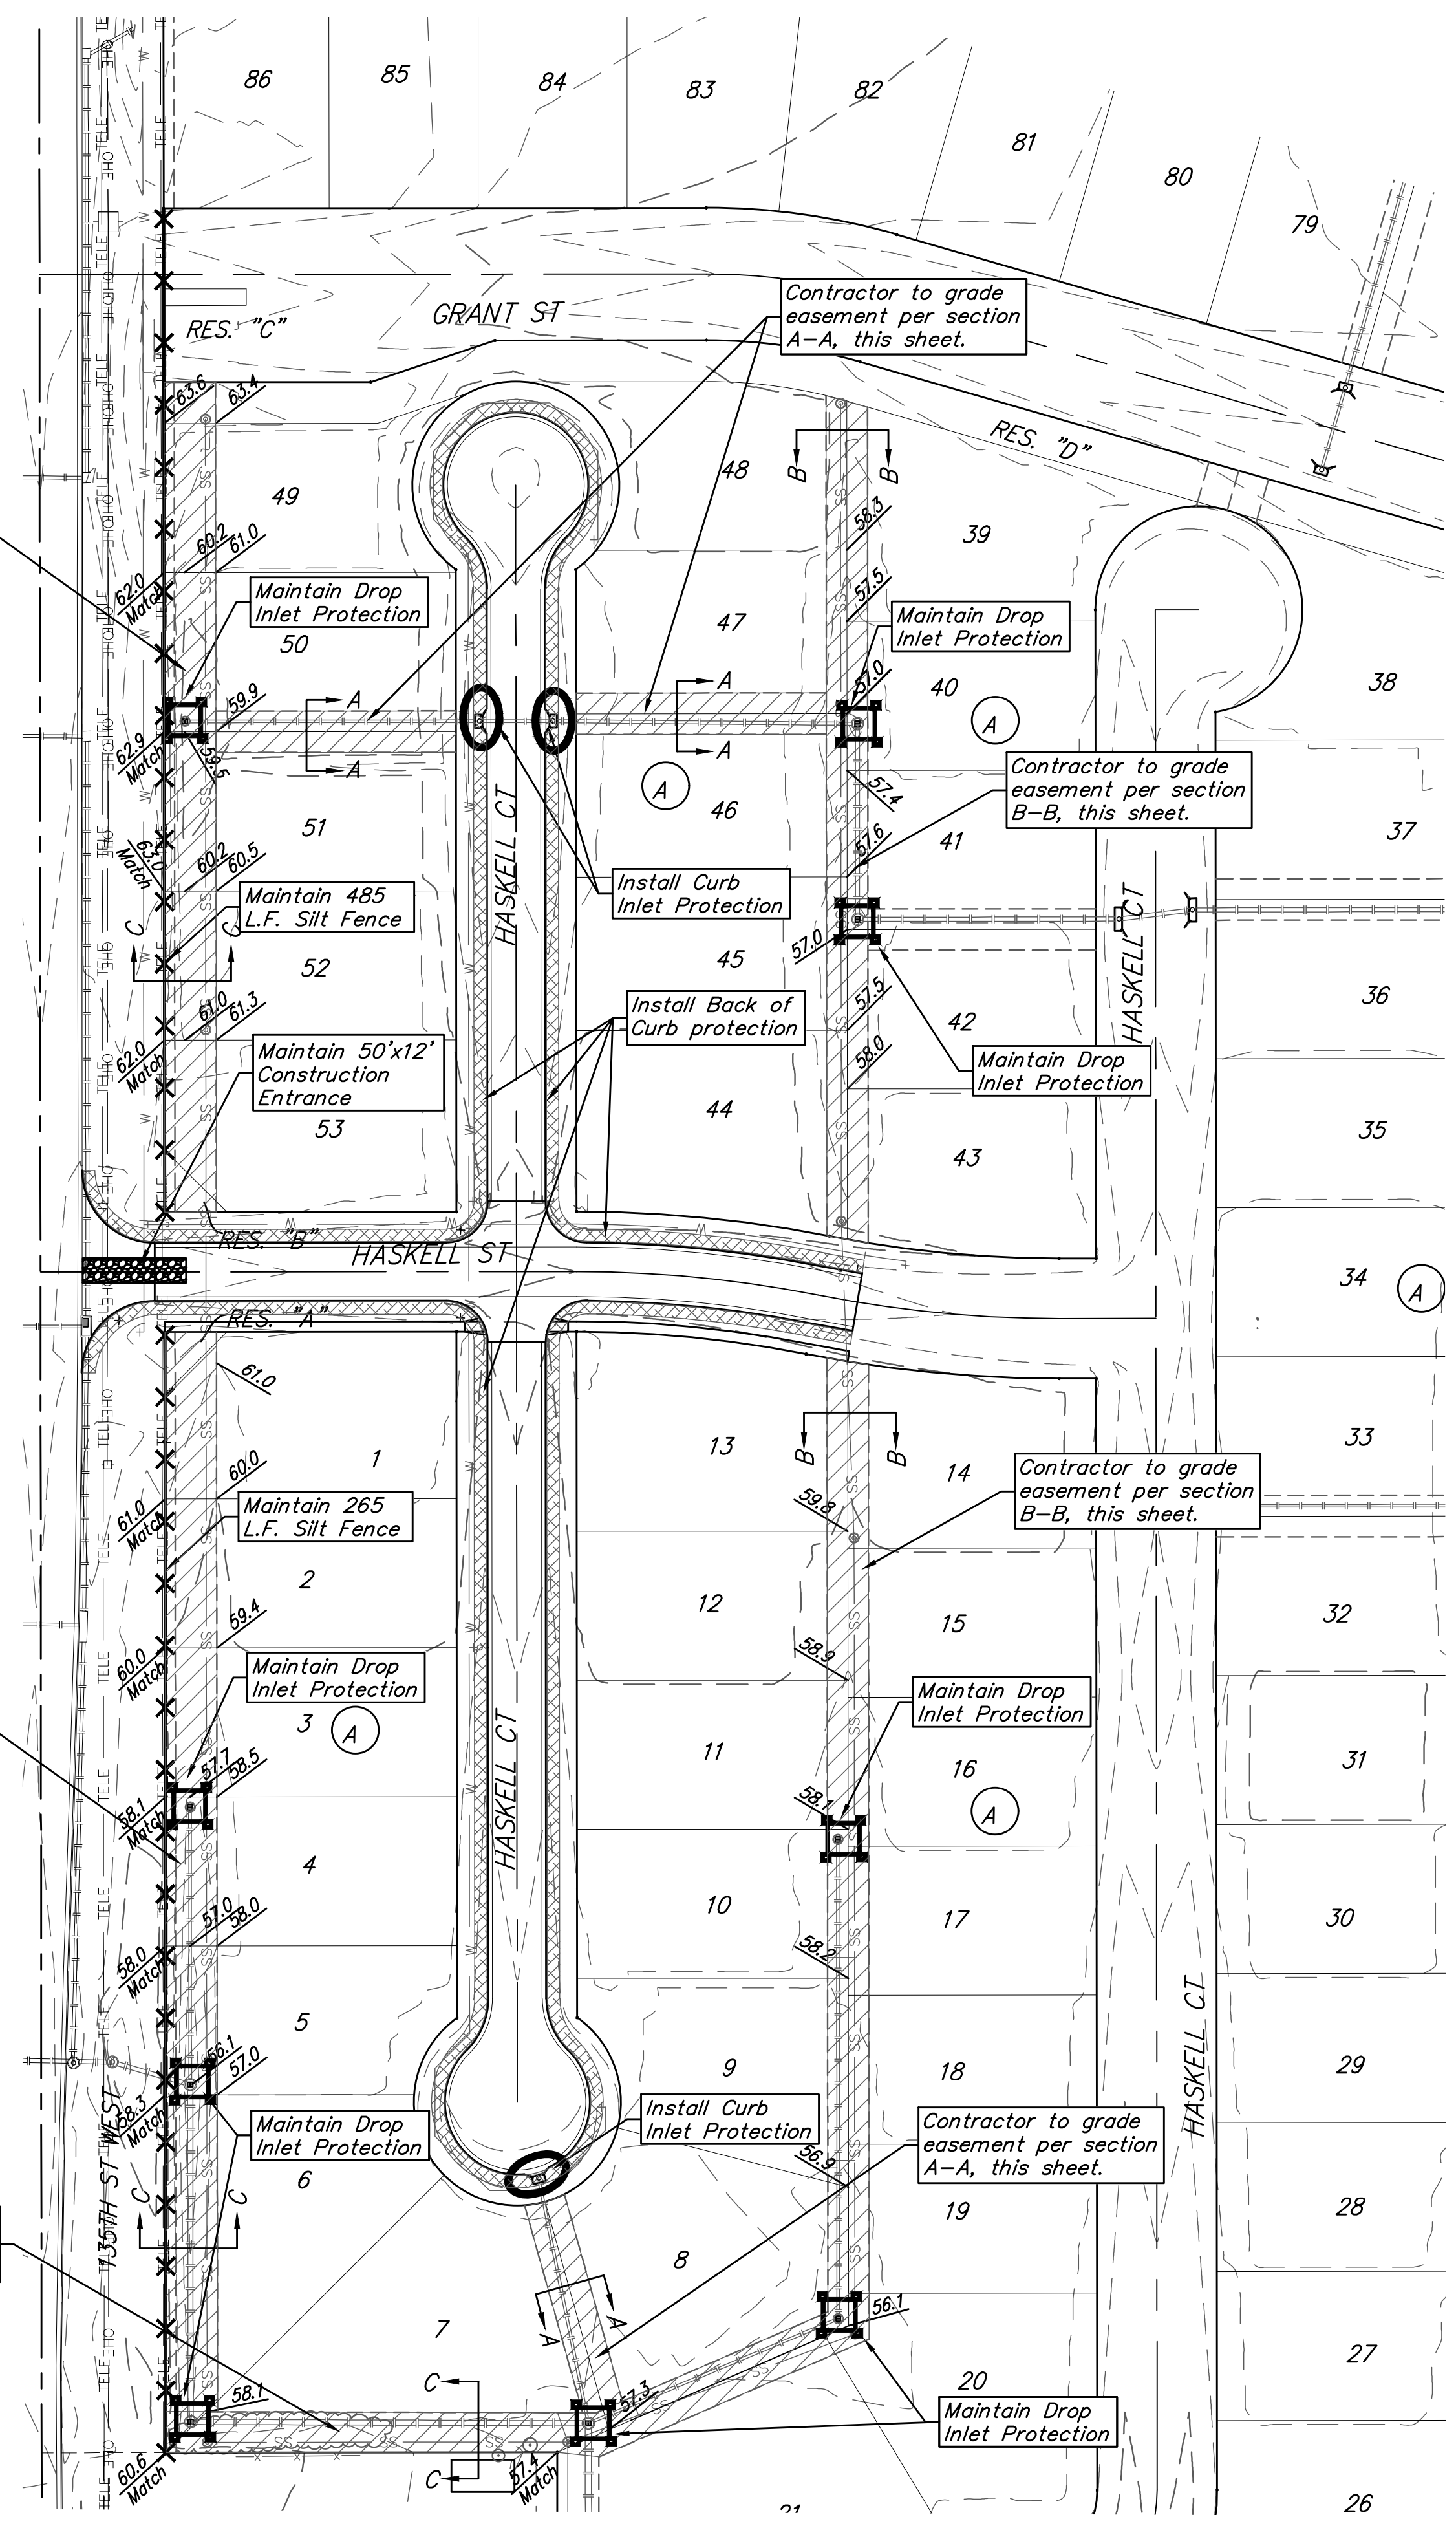 86
85
84
83
82
81
80
79
GRANT ST
RES. "C"
Contractor to grade
easement per section
A-A, this sheet.
RES. "D"
63.6
63.4
49
48
B
B
58.3
39
60.2
61.0
62.0
Match
Maintain Drop
Inlet Protection
50
47
57.5
Maintain Drop
Inlet Protection
57.0
40
A
38
59.9
A
A
A
A
62.9
Match
59.5
A
46
57.4
Contractor to grade
easement per section
B-B, this sheet.
51
HASKELL CT
57.6
41
37
63.0
Match
60.2
60.5
Maintain 485
L.F. Silt Fence
Install Curb
Inlet Protection
C
C
52
45
57.0
HASKELL CT
36
61.0
61.3
Install Back of
Curb protection
57.5
42
62.0
Match
Maintain 50'x12'
Construction
Entrance
58.0
Maintain Drop
Inlet Protection
53
44
43
35
RES. "B"
HASKELL ST
34
A
RES. "A"
61.0
1
13
B
B
14
33
60.0
61.0
Match
Maintain 265
L.F. Silt Fence
59.8
Contractor to grade
easement per section
B-B, this sheet.
2
12
15
32
59.4
60.0
Match
Maintain Drop
Inlet Protection
58.9
Maintain Drop
Inlet Protection
3
A
HASKELL CT
11
16
A
31
57.7
58.5
58.1
Match
58.1
4
10
17
30
57.0
58.0
58.0
Match
58.2
5
9
18
29
HASKELL CT
56.1
57.0
58.3
Match
135TH ST WEST
Maintain Drop
Inlet Protection
Install Curb
Inlet Protection
Contractor to grade
easement per section
A-A, this sheet.
6
56.9
C
C
19
28
8
7
A
A
56.1
27
C
20
58.1
57.3
Maintain Drop
Inlet Protection
60.6
Match
C
57.4
Match
21
26